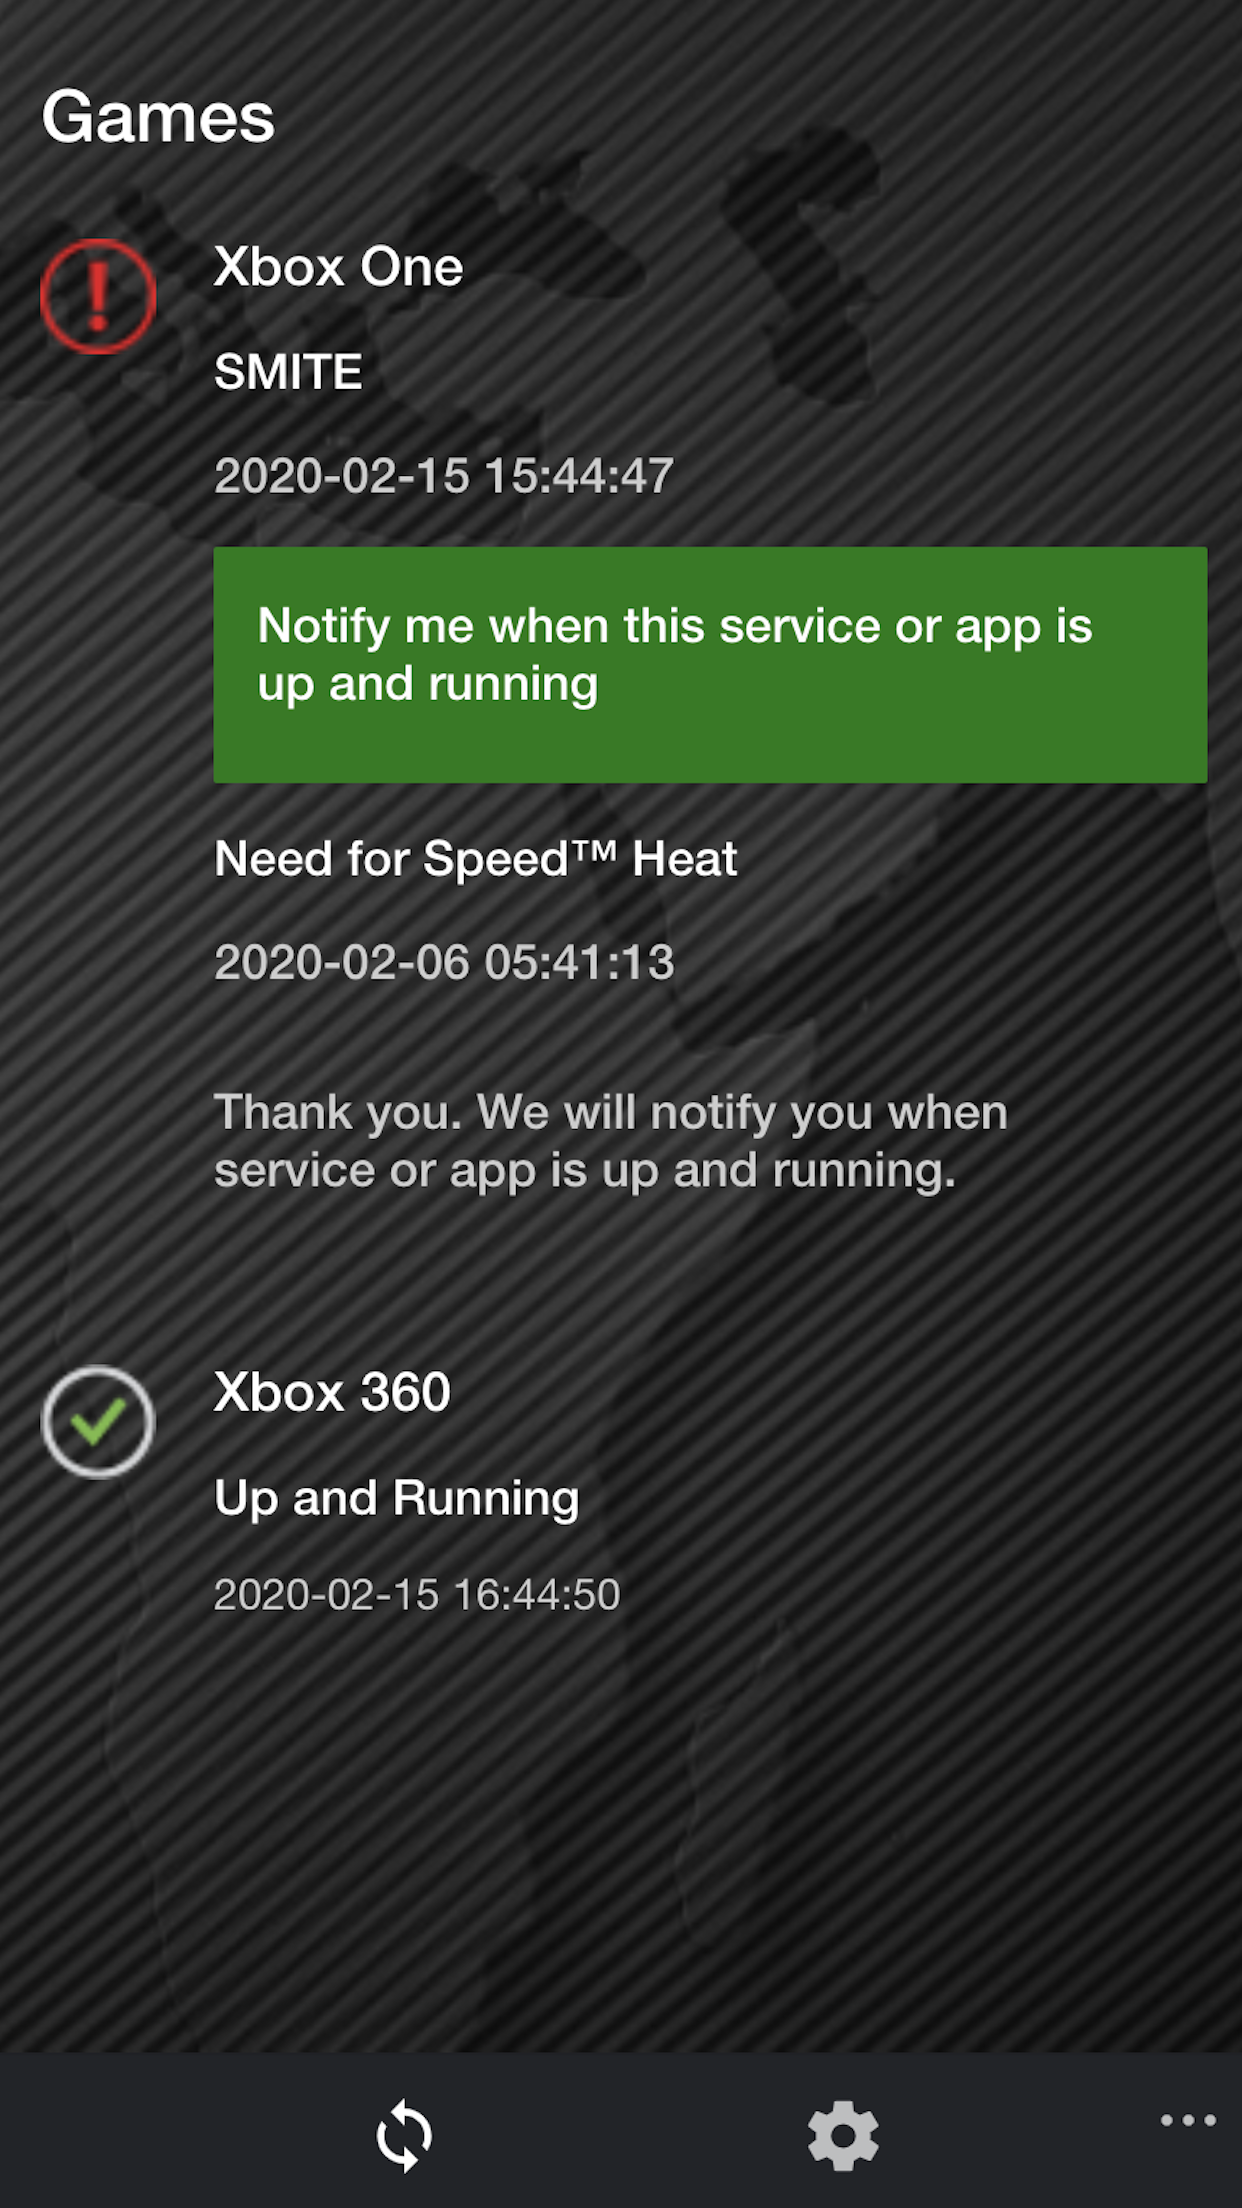 Games
Xbox One
SMITE
2020-02-15 15:44:47
Notify me when this service or app is
up and running
Need for Speed™ Heat
2020-02-06 05:41:13
Thank you. We will notify you when
service or app is up and running.
Xbox 360
Up and Running
2020-02-15 16:44:50